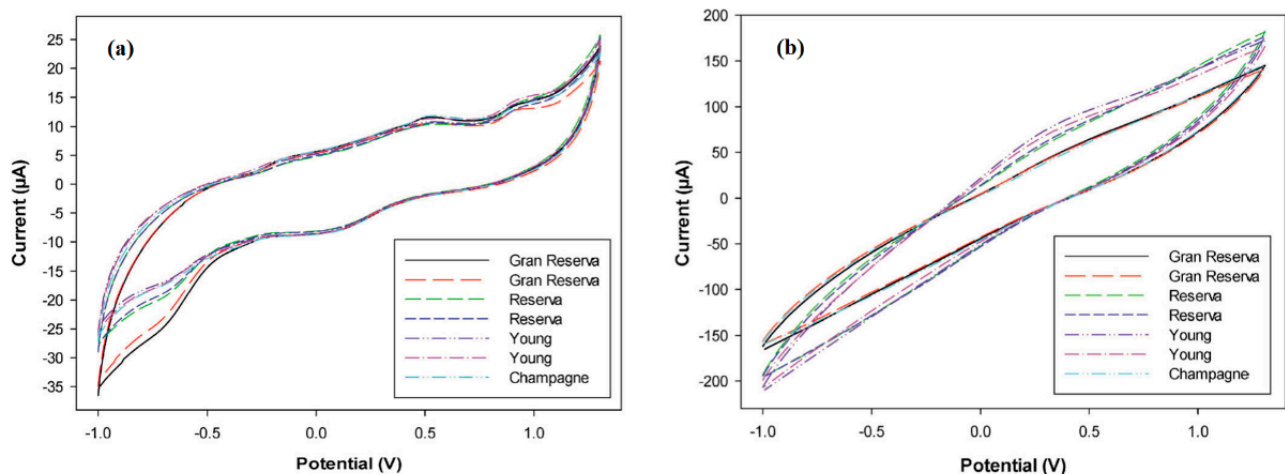 (a)
Current (µA)
25
20
15
10
5
0
-5
-10
-15
-20
-25
-30
-35
-1.0 -0.5 0.0 0.5 1.0
Potential (V)
Gran Reserva
Gran Reserva
Reserva
Reserva
Young
Young
Champagne
(b)
Current (µA)
200
150
100
50
0
-50
-100
-150
-200
-1.0 -0.5 0.0 0.5 1.0
Potential (V)
Gran Reserva
Gran Reserva
Reserva
Reserva
Young
Young
Champagne